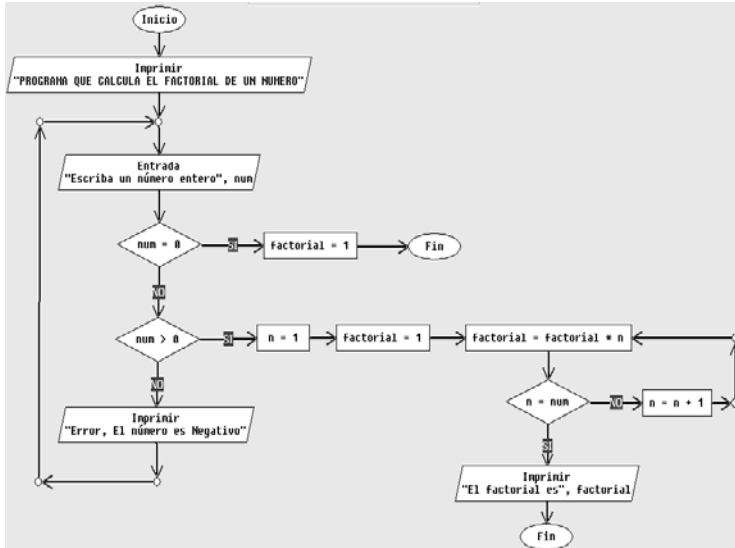 Inicio
Imprimir
"PROGRAMA QUE CALCULA EL FACTORIAL DE UN NUMERO"
Entrada
"Escriba un número entero", num
num = 0
SI
factorial = 1
Fin
NO
num > 0
SI
n = 1
factorial = 1
factorial = factorial * n
NO
n = num
NO
n = n + 1
Imprimir
"Error, El número es Negativo"
SI
Imprimir
"El factorial es", factorial
Fin